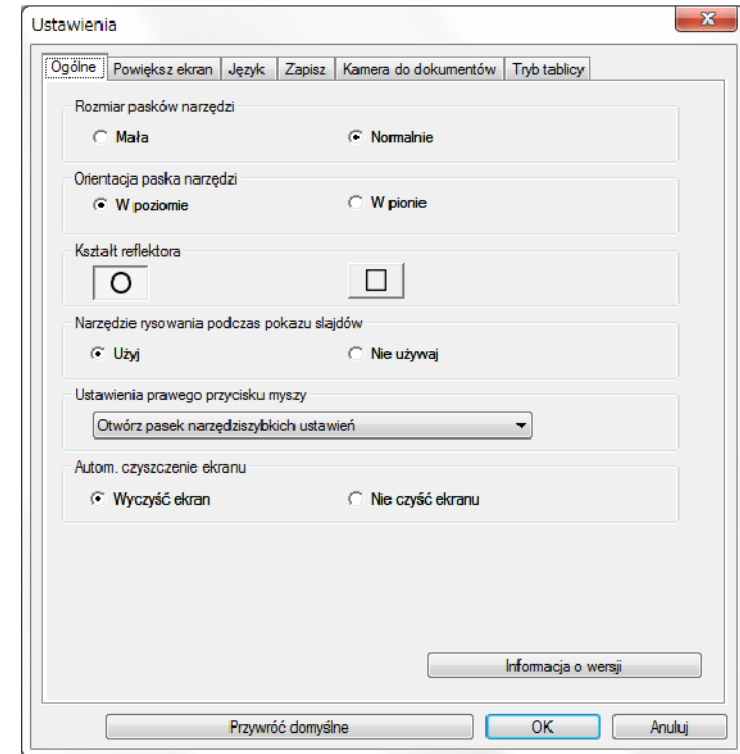 Ustawienia
Ogólne Powiększ ekran Język Zapisz Kamera do dokumentów Tryb tablicy
Rozmiar pasków narzędzi
Mała Normalnie
Orientacja paska narzędzi
W poziomie W pionie
Kształt reflektora
Narzędzie rysowania podczas pokazu slajdów
Użyj Nie używaj
Ustawienia prawego przycisku myszy
Otwórz pasek narzędziszybkich ustawień
Autom. czyszczenie ekranu
Wyczyść ekran Nie czyść ekranu
Informacja o wersji
Przywróć domyślne OK Anuluj